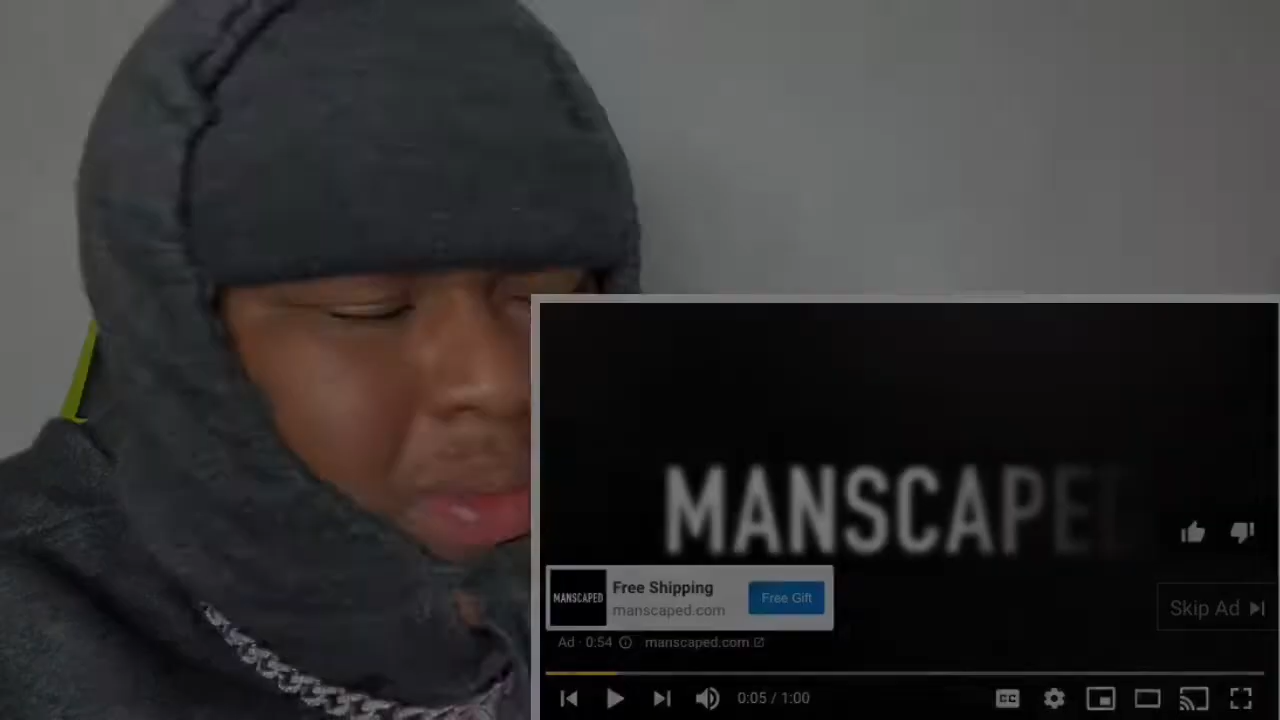 MANSCAPED
MANSCAPED
Free Shipping
manscaped.com
Free Gift
Skip Ad
Ad · 0:54
manscaped.com
0:05 / 1:00
CC